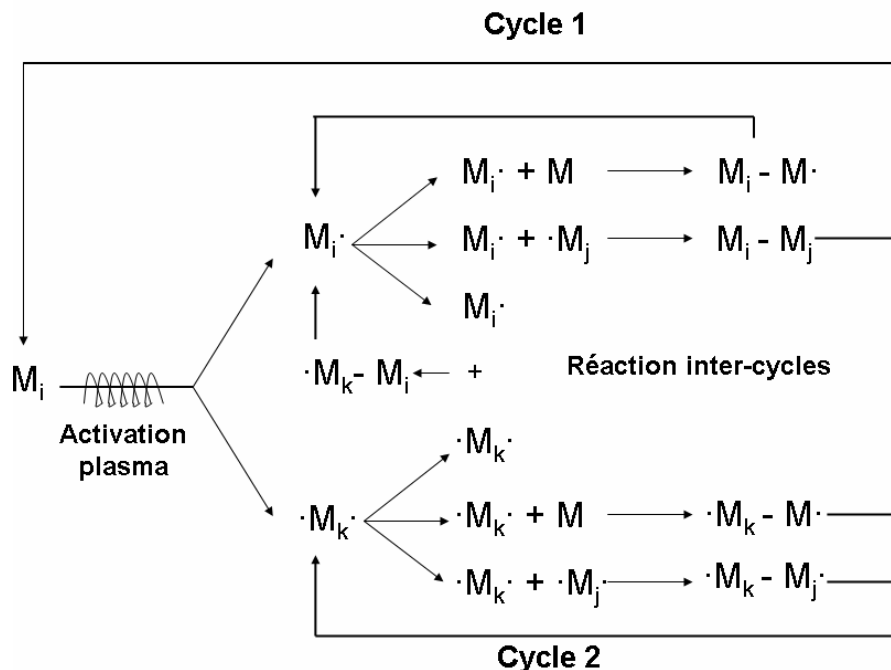 Cycle 1
Mi· + M Mi - M·
Mi· Mi· + ·Mj Mi - Mj
Mi·
Mi ·Mk- Mi + Réaction inter-cycles
Activation
plasma
·Mk·
·Mk· ·Mk· + M ·Mk - M·
·Mk· + ·Mj· ·Mk - Mj·
Cycle 2